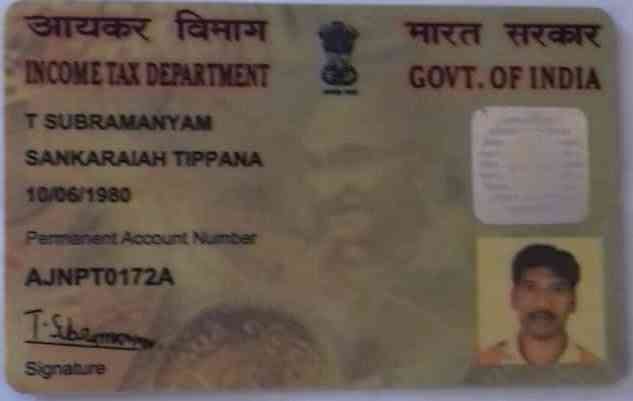 आयकर विभाग
INCOME TAX DEPARTMENT
भारत सरकार
GOVT. OF INDIA
T SUBRAMANYAM
SANKARAIAH TIPPANA
10/06/1980
Permanent Account Number
AJNPT0172A
T. Subramanyam
Signature